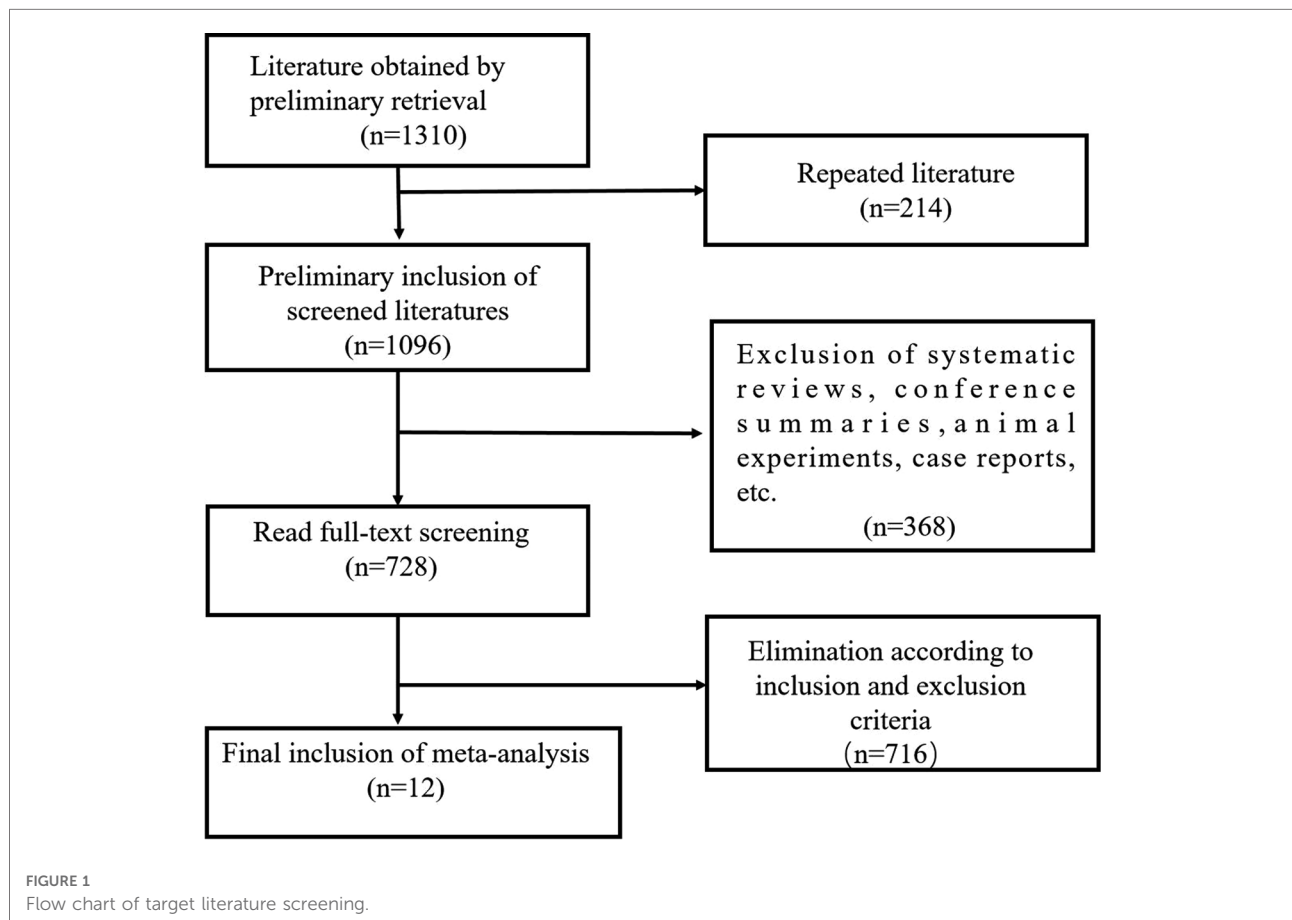 Literature obtained by
preliminary retrieval
(n=1310)
Repeated literature
(n=214)
Preliminary inclusion of
screened literatures
(n=1096)
Exclusion of systematic
reviews, conference
summaries,animal
experiments, case reports,
etc.
(n=368)
Read full-text screening
(n=728)
Elimination according to
inclusion and exclusion
criteria
(n=716)
Final inclusion of meta-analysis
(n=12)
FIGURE 1
Flow chart of target literature screening.